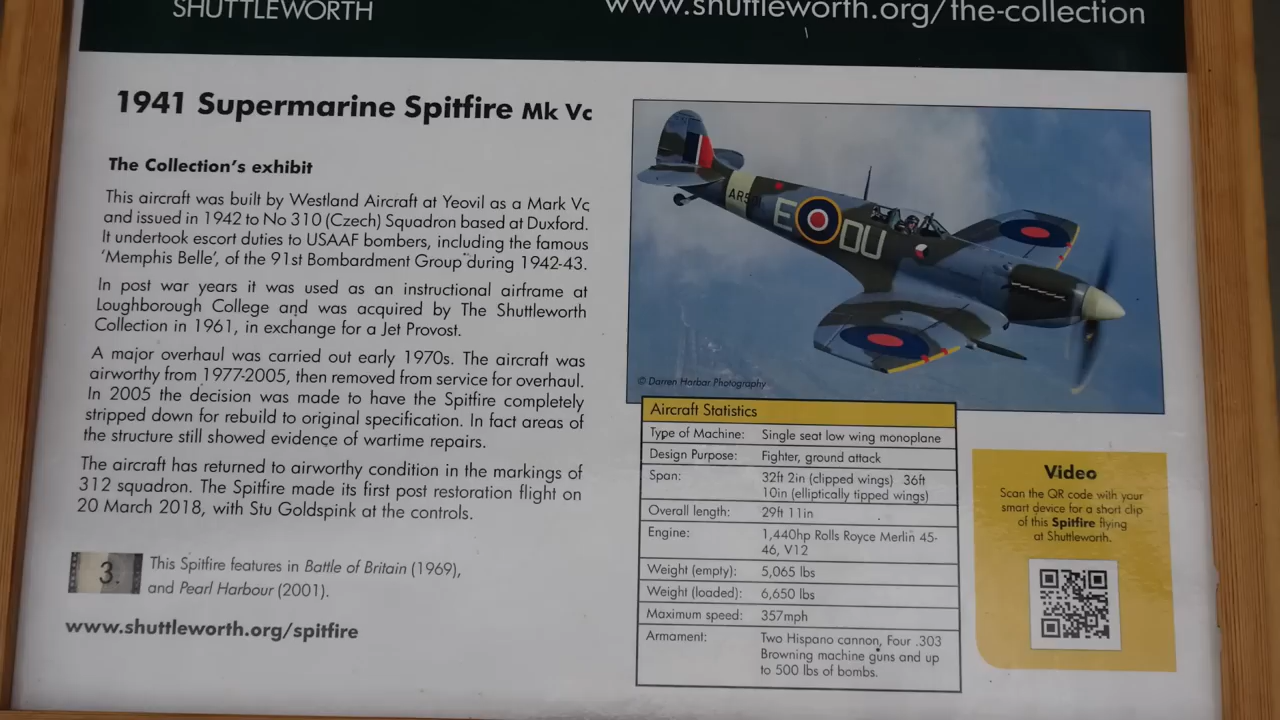 SHUTTLEWORTH
www.shuttleworth.org/the-collection
1941 Supermarine Spitfire Mk Vc
The Collection's exhibit
This aircraft was built by Westland Aircraft at Yeovil as a Mark Vc
and issued in 1942 to No 310 (Czech) Squadron based at Duxford.
It undertook escort duties to USAAF bombers, including the famous
'Memphis Belle', of the 91st Bombardment Group during 1942-43.
In post war years it was used as an instructional airframe at
Loughborough College and was acquired by The Shuttleworth
Collection in 1961, in exchange for a Jet Provost.
A major overhaul was carried out early 1970s. The aircraft was
airworthy from 1977-2005, then removed from service for overhaul.
In 2005 the decision was made to have the Spitfire completely
stripped down for rebuild to original specification. In fact areas of
the structure still showed evidence of wartime repairs.
The aircraft has returned to airworthy condition in the markings of
312 squadron. The Spitfire made its first post restoration flight on
20 March 2018, with Stu Goldspink at the controls.
3.
This Spitfire features in Battle of Britain (1969),
and Pearl Harbour (2001).
www.shuttleworth.org/spitfire
AR5
E
DU
© Darren Harbar Photography
Aircraft Statistics
Type of Machine: Single seat low wing monoplane
Design Purpose: Fighter, ground attack
Span: 32ft 2in (clipped wings) 36ft
10in (elliptically tipped wings)
Overall length: 29ft 11in
Engine: 1,440hp Rolls Royce Merlin 45-
46, V12
Weight (empty): 5,065 lbs
Weight (loaded): 6,650 lbs
Maximum speed: 357mph
Armament: Two Hispano cannon, Four .303
Browning machine guns and up
to 500 lbs of bombs.
Video
Scan the QR code with your
smart device for a short clip
of this Spitfire flying
at Shuttleworth.